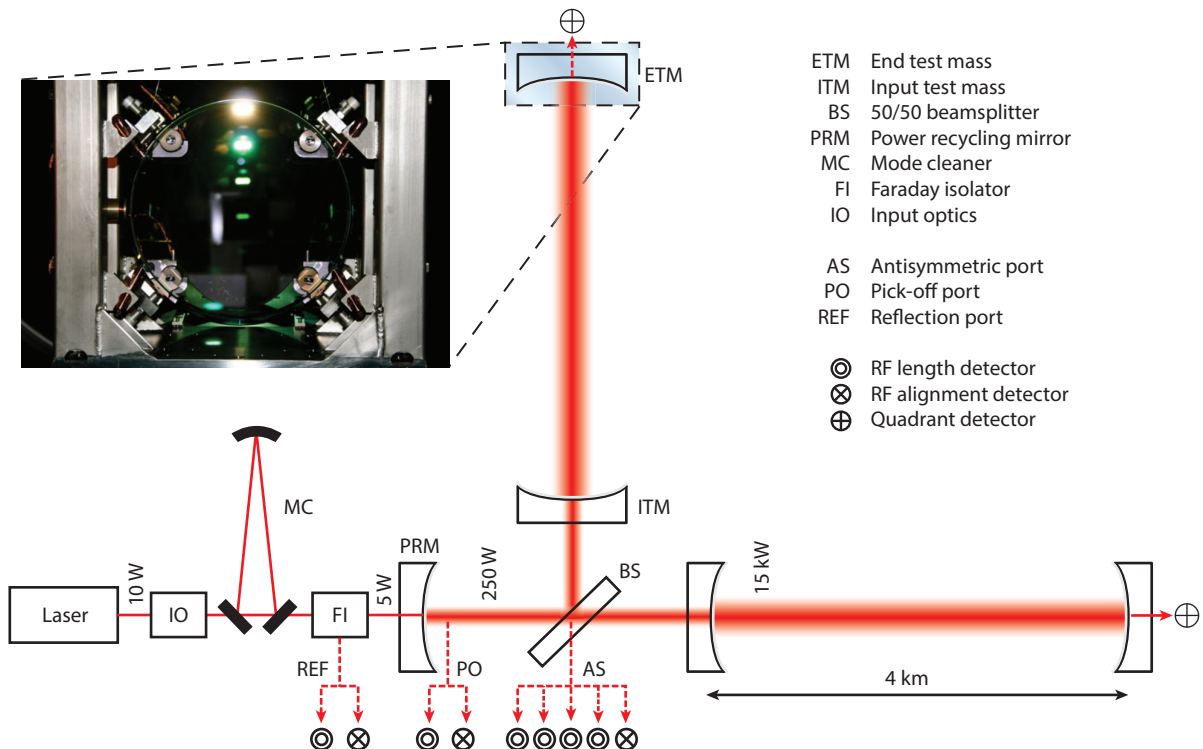 ETM
ETM End test mass
ITM Input test mass
BS 50/50 beamsplitter
PRM Power recycling mirror
MC Mode cleaner
FI Faraday isolator
IO Input optics
AS Antisymmetric port
PO Pick-off port
REF Reflection port
RF length detector
RF alignment detector
Quadrant detector
MC
ITM
PRM
BS
10 W
5 W
250 W
15 kW
Laser
IO
FI
REF
PO
AS
4 km